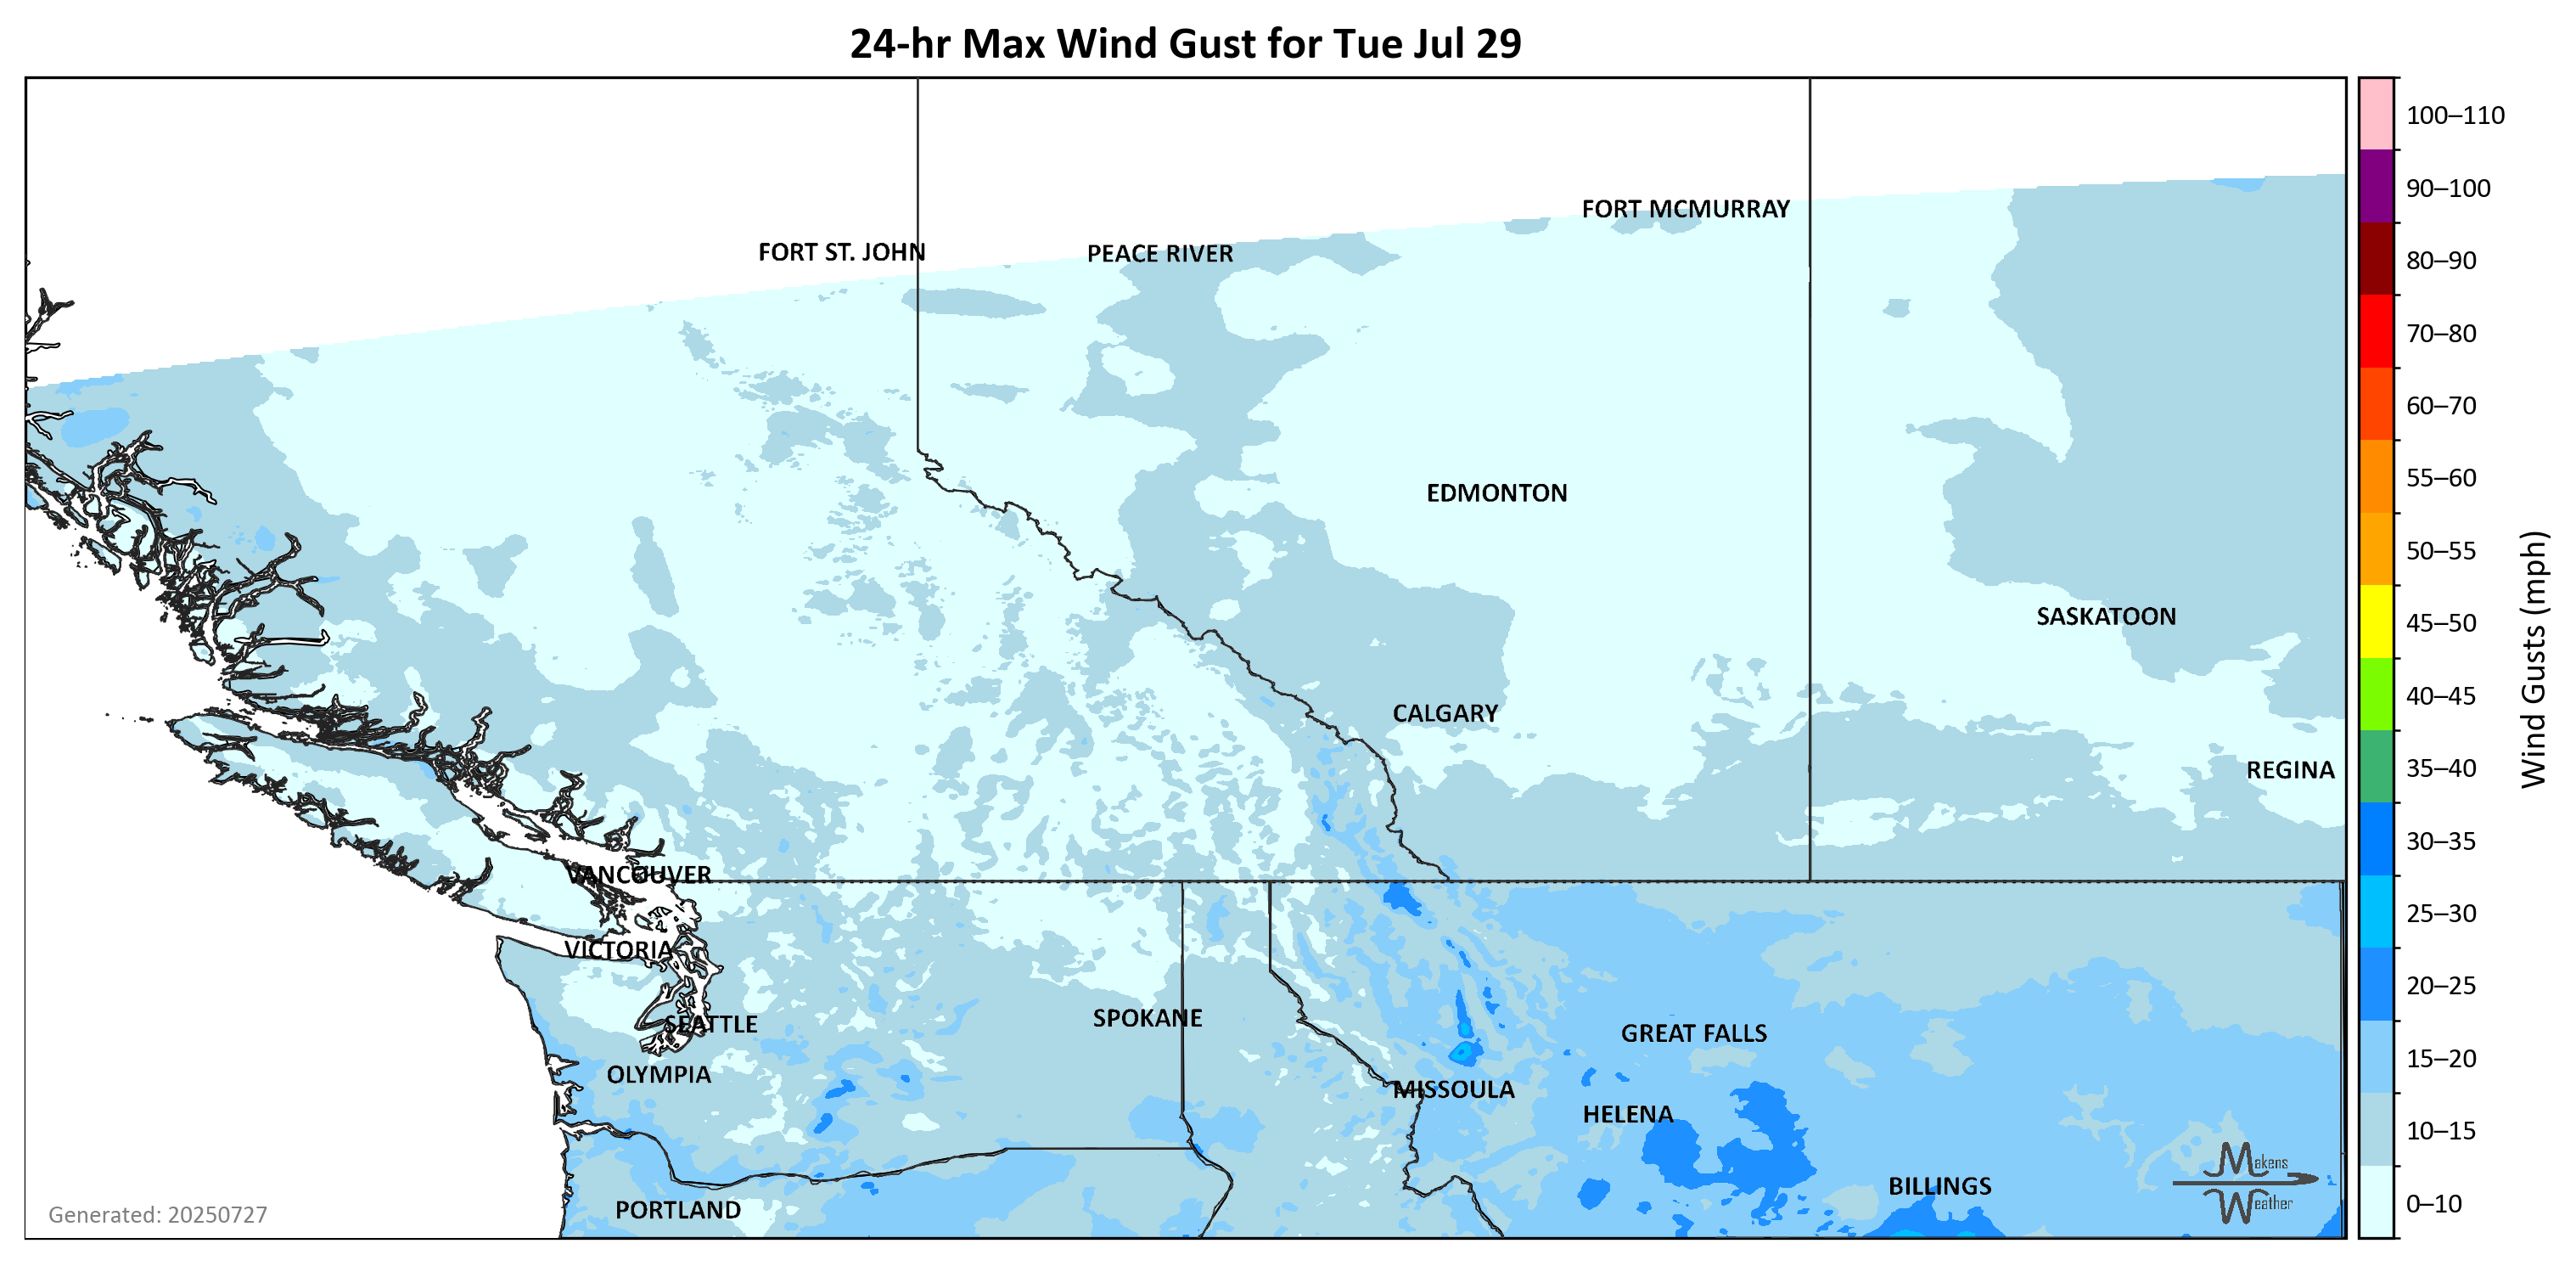 24-hr Max Wind Gust for Tue Jul 29
FORT MCMURRAY
FORT ST. JOHN
PEACE RIVER
EDMONTON
SASKATOON
CALGARY
REGINA
VANCOUVER
VICTORIA
SPOKANE
SEATTLE
GREAT FALLS
OLYMPIA
MISSOULA
HELENA
BILLINGS
PORTLAND
Makens
Weather
Generated: 20250727
100–110
90–100
80–90
70–80
60–70
55–60
50–55
45–50
40–45
35–40
30–35
25–30
20–25
15–20
10–15
0–10
Wind Gusts (mph)